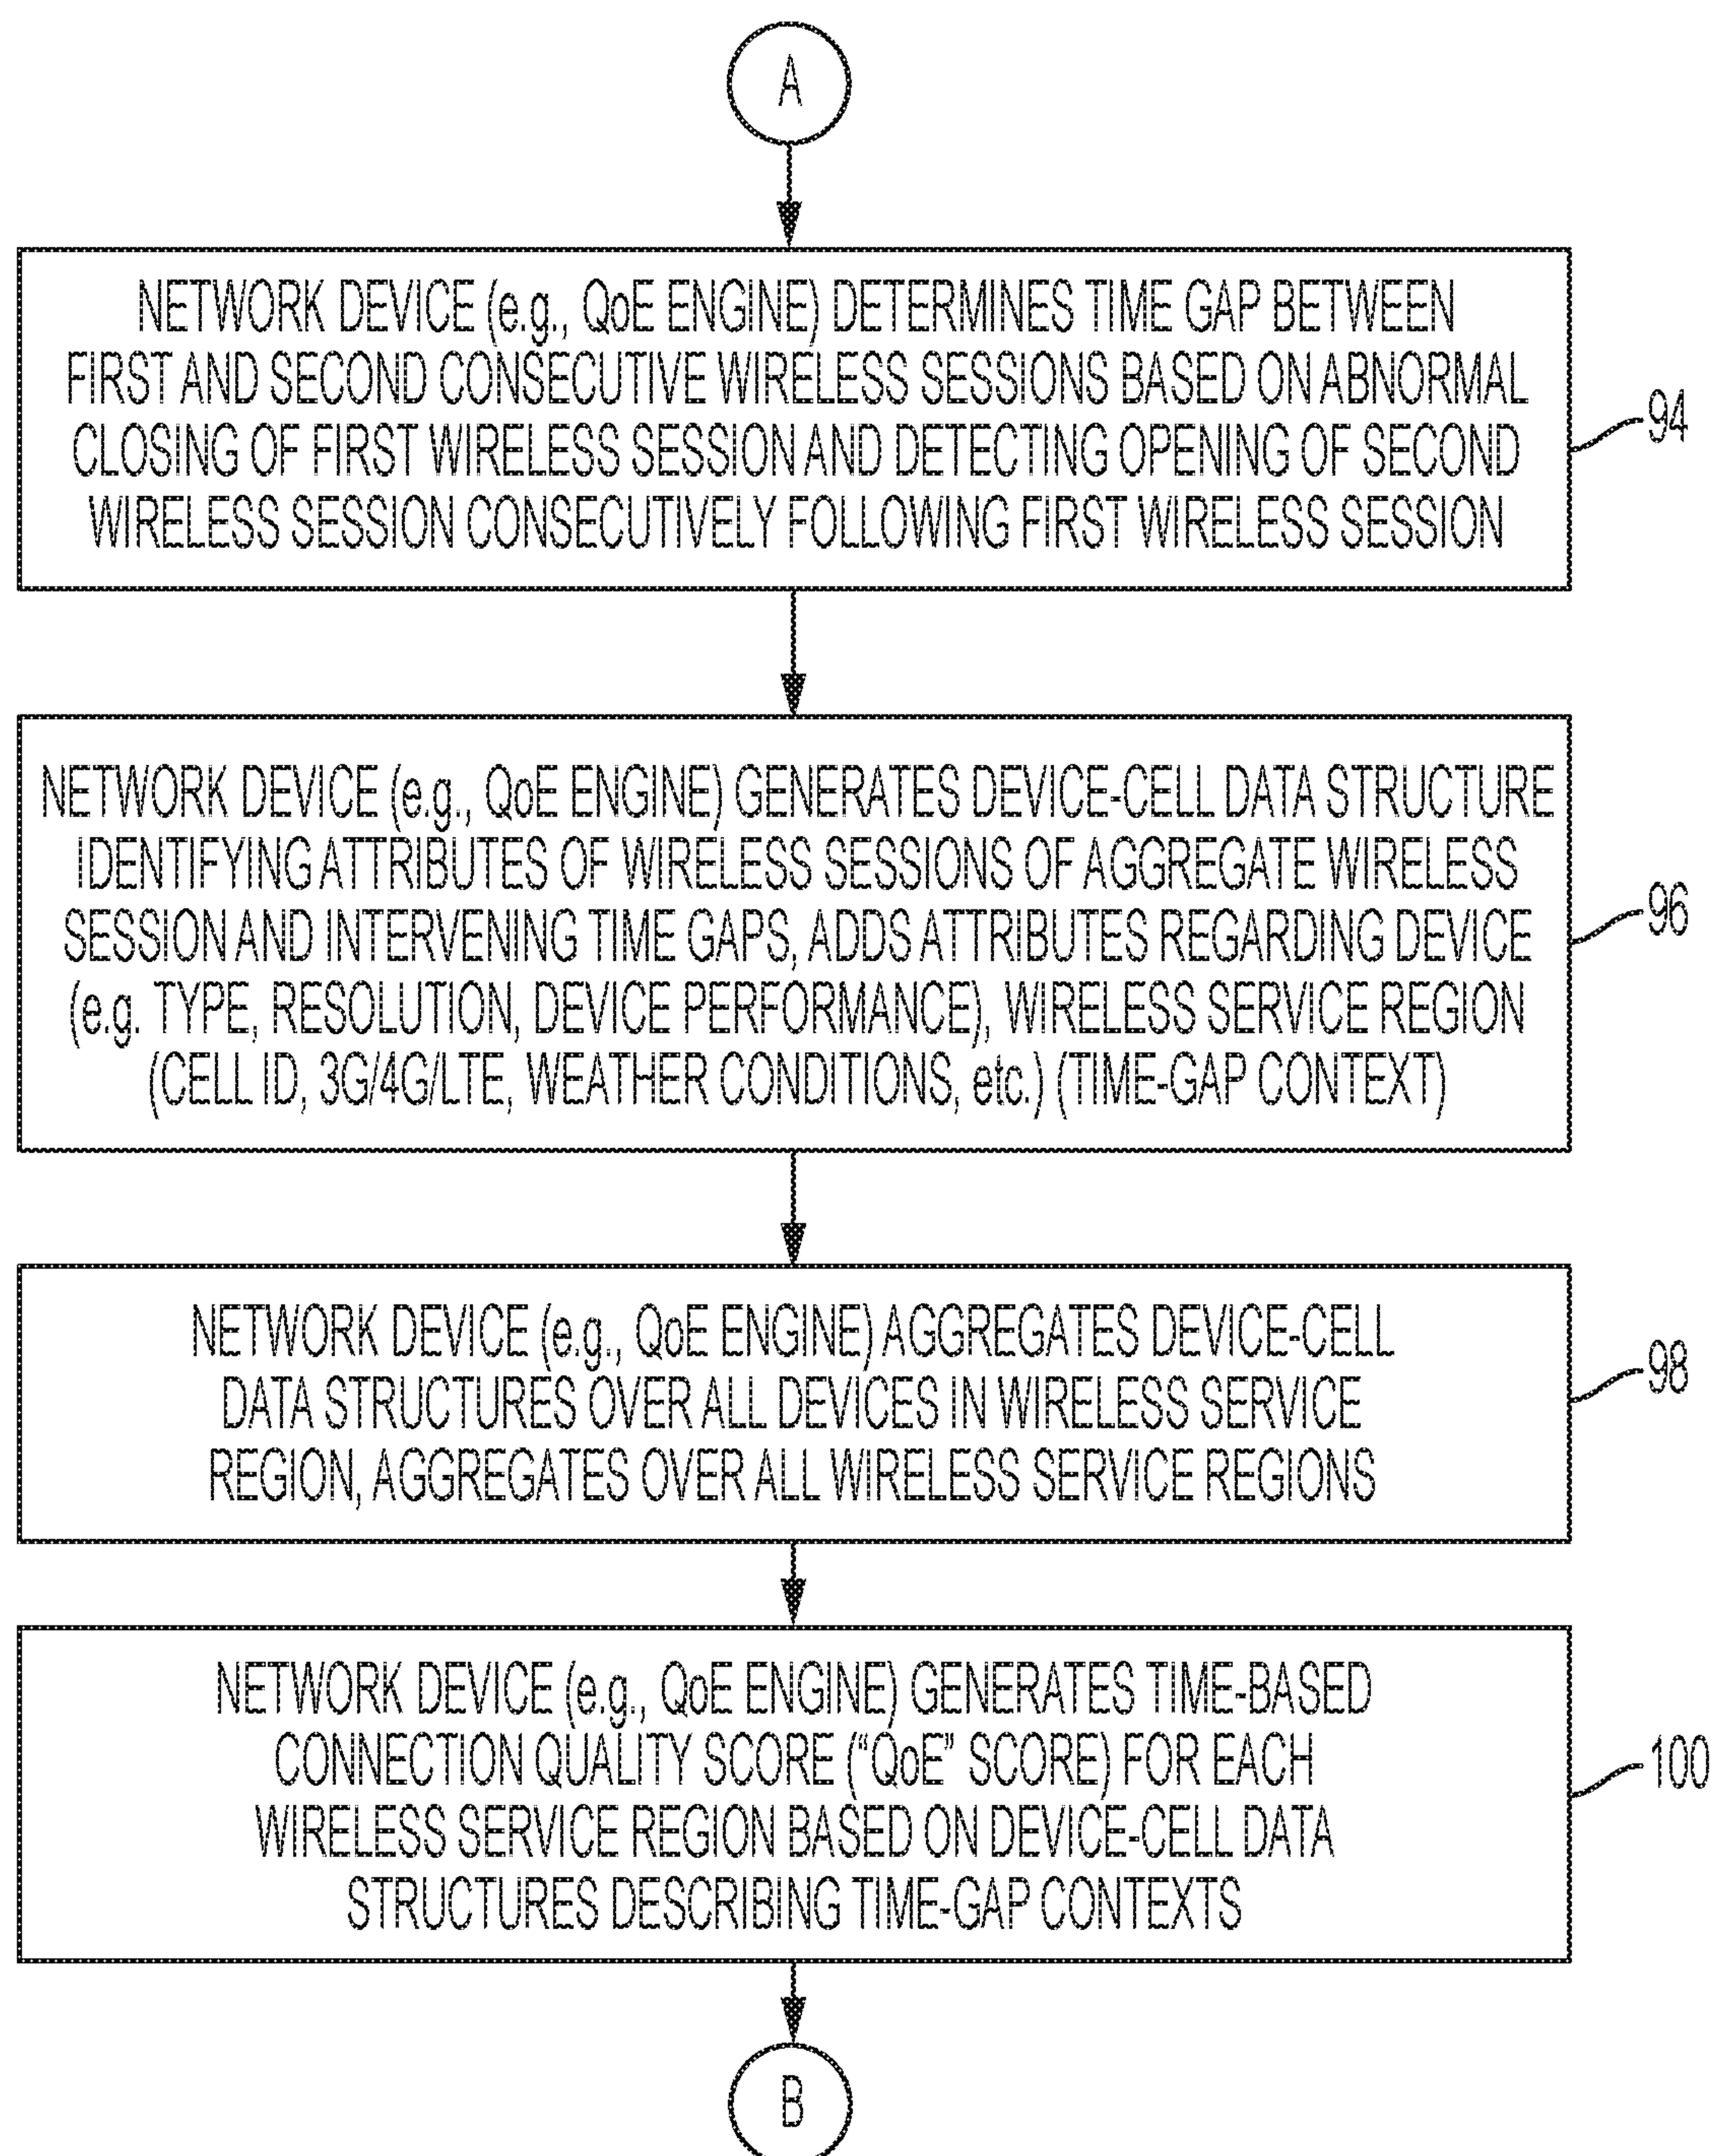 A
NETWORK DEVICE (e.g., QoE ENGINE) DETERMINES TIME GAP BETWEEN
FIRST AND SECOND CONSECUTIVE WIRELESS SESSIONS BASED ON ABNORMAL
CLOSING OF FIRST WIRELESS SESSION AND DETECTING OPENING OF SECOND
WIRELESS SESSION CONSECUTIVELY FOLLOWING FIRST WIRELESS SESSION
94
NETWORK DEVICE (e.g., QoE ENGINE) GENERATES DEVICE-CELL DATA STRUCTURE
IDENTIFYING ATTRIBUTES OF WIRELESS SESSIONS OF AGGREGATE WIRELESS
SESSION AND INTERVENING TIME GAPS, ADDS ATTRIBUTES REGARDING DEVICE
(e.g. TYPE, RESOLUTION, DEVICE PERFORMANCE), WIRELESS SERVICE REGION
(CELL ID, 3G/4G/LTE, WEATHER CONDITIONS, etc.) (TIME-GAP CONTEXT)
96
NETWORK DEVICE (e.g., QoE ENGINE) AGGREGATES DEVICE-CELL
DATA STRUCTURES OVER ALL DEVICES IN WIRELESS SERVICE
REGION, AGGREGATES OVER ALL WIRELESS SERVICE REGIONS
98
NETWORK DEVICE (e.g., QoE ENGINE) GENERATES TIME-BASED
CONNECTION QUALITY SCORE ("QoE" SCORE) FOR EACH
WIRELESS SERVICE REGION BASED ON DEVICE-CELL DATA
STRUCTURES DESCRIBING TIME-GAP CONTEXTS
100
B